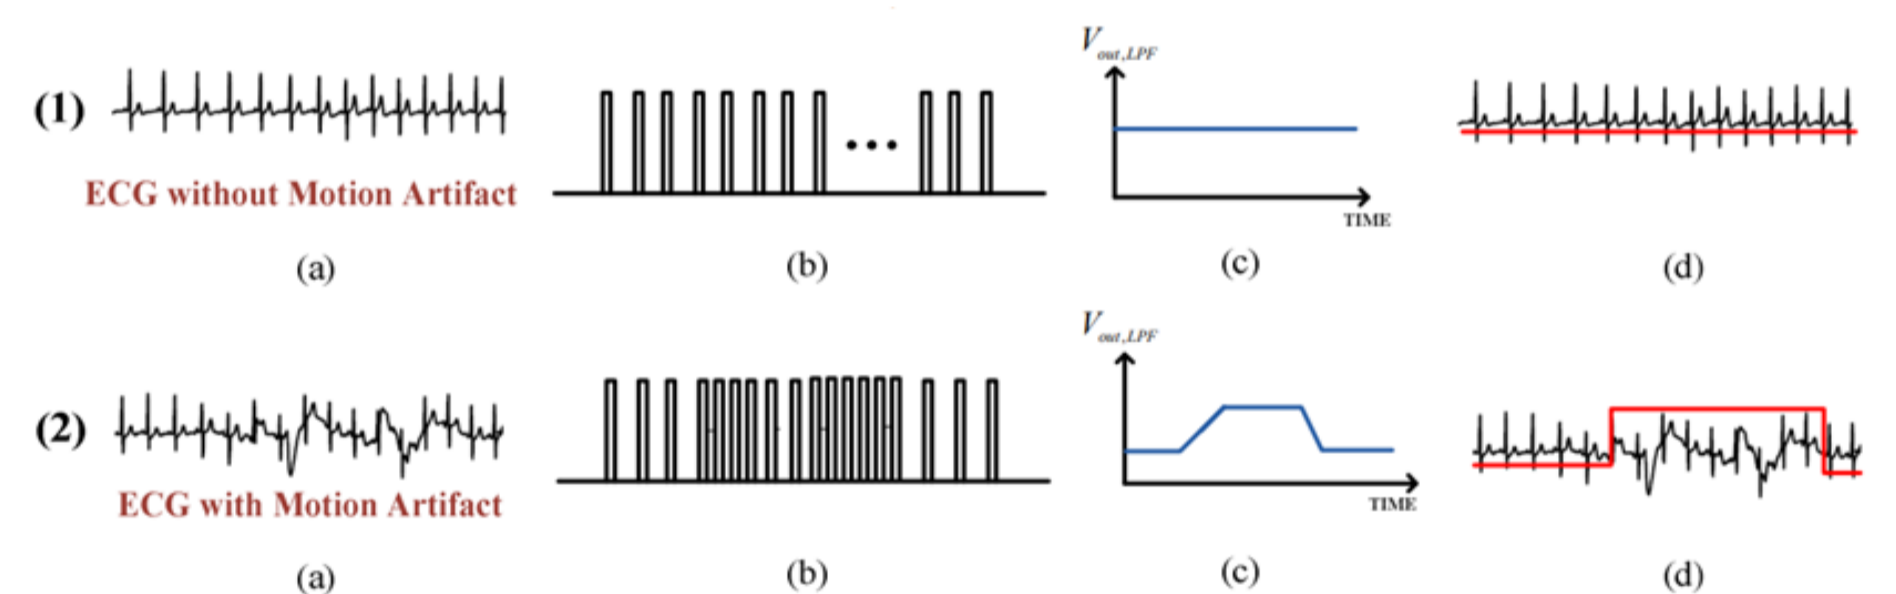 V out,LPF
(1)
TIME
ECG without Motion Artifact
(a)
(b)
(c)
(d)
V out,LPF
(2)
TIME
ECG with Motion Artifact
(a)
(b)
(c)
(d)